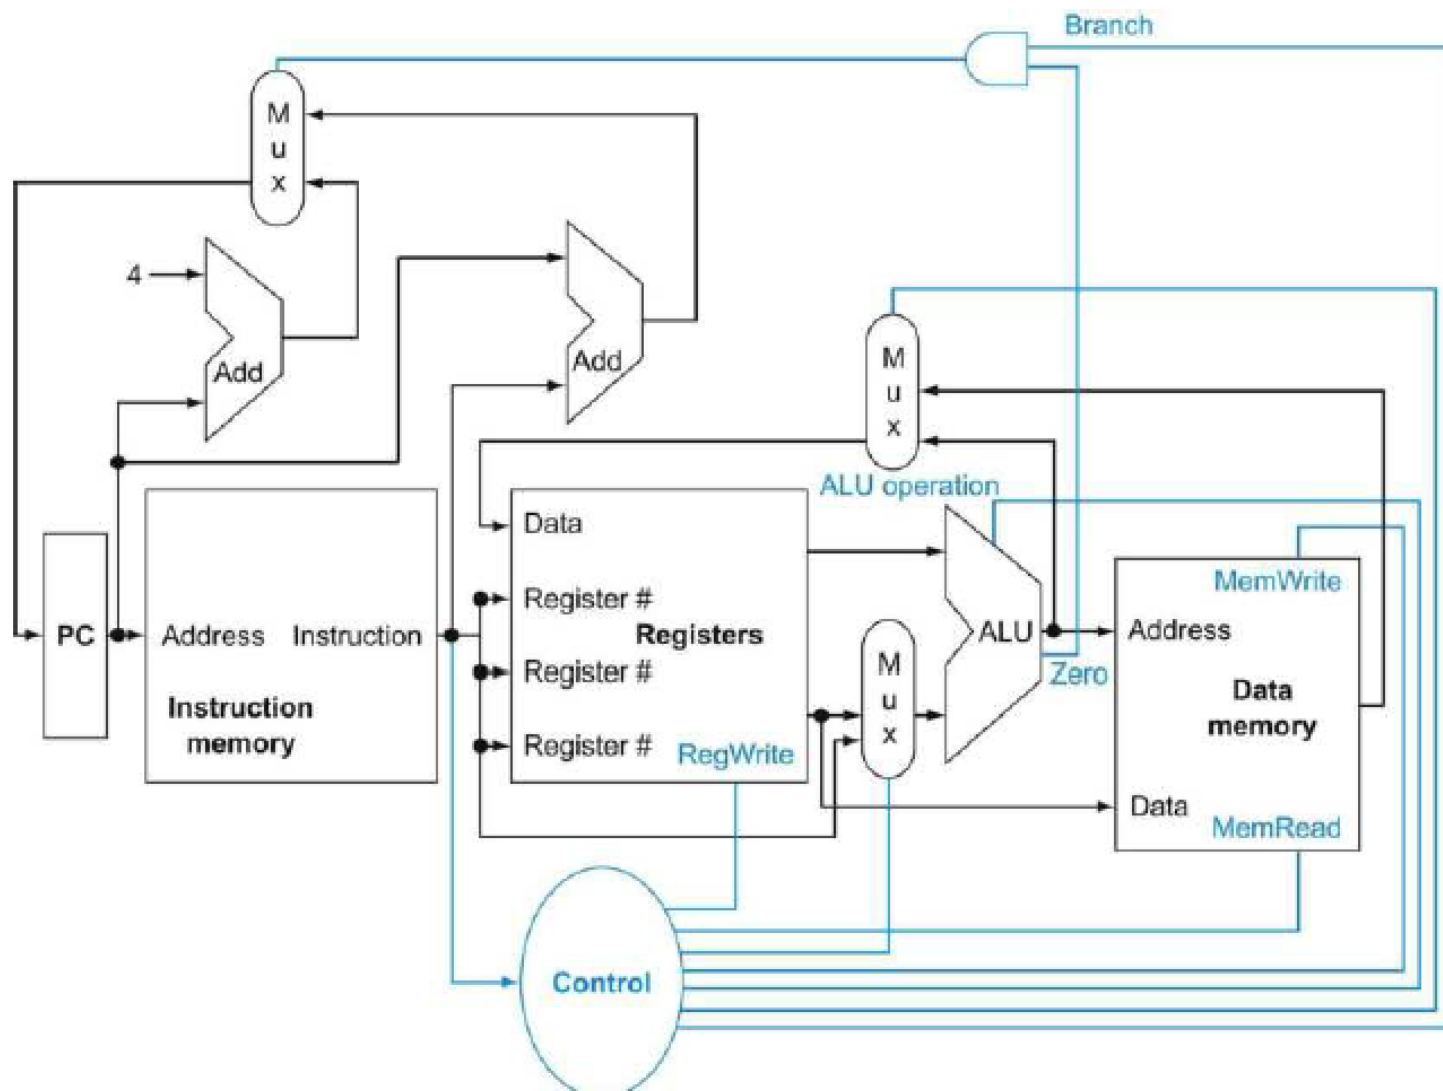 Branch
M
u
x
4
Add
Add
M
u
x
ALU operation
Data
MemWrite
Register #
PC
Address
Instruction
Registers
ALU
Address
M
u
x
Register #
Zero
Instruction
memory
Data
memory
Register #
RegWrite
Data
MemRead
Control